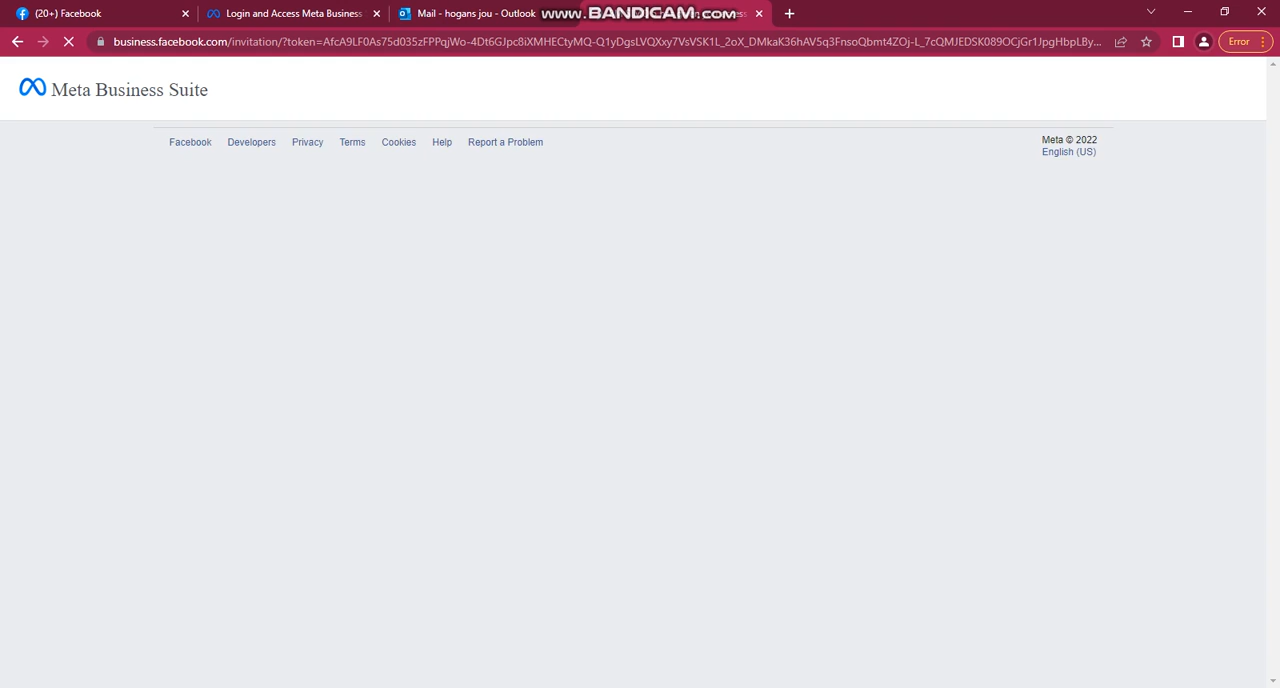 (20+) Facebook
Login and Access Meta Business
Mail - hogans jou - Outlook
www.BANDICAM.com
business.facebook.com/invitation/?token=AfcA9LF0As75d035zFPPqjWo-4Dt6GJpc8iXMHECtyMQ-Q1yDgsLVQXxy7VsVSK1L_2oX_DMkaK36hAV5q3FnsoQbmt4ZOj-L_7cQMJEDSK089OCjGr1JpgHbpLBy...
Error
Meta Business Suite
Facebook Developers Privacy Terms Cookies Help Report a Problem
Meta © 2022
English (US)